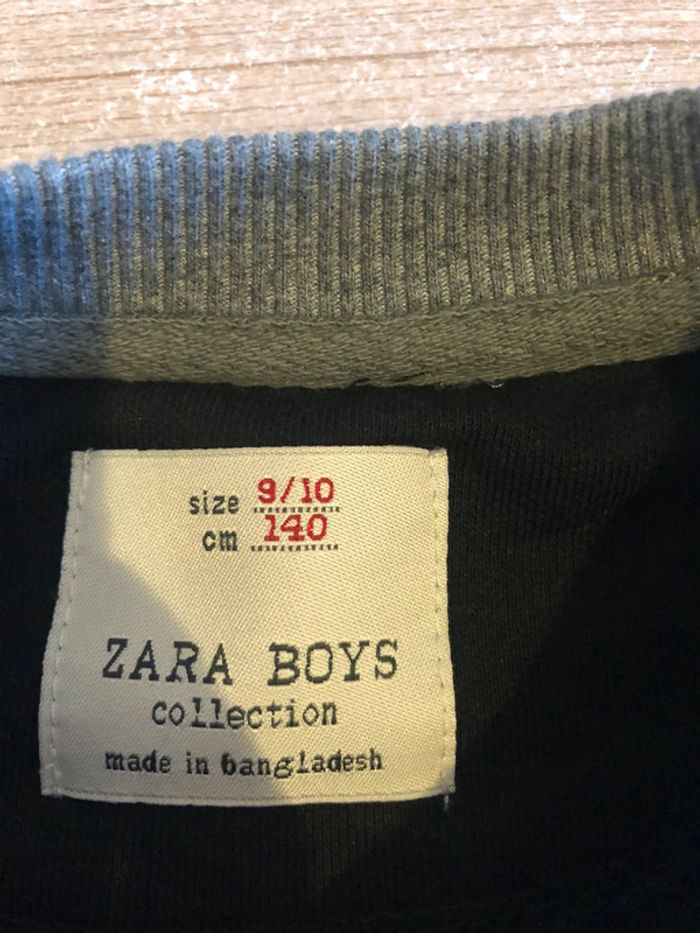 size 9/10
cm 140
ZARA BOYS
collection
made in bangladesh